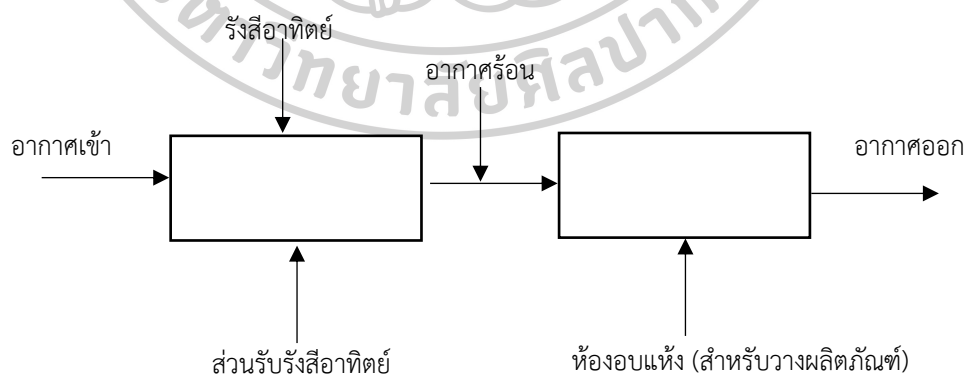 รังสีอาทิตย์
อากาศร้อน
อากาศเข้า
อากาศออก
ส่วนรับรังสีอาทิตย์
ห้องอบแห้ง (สำหรับวางผลิตภัณฑ์)